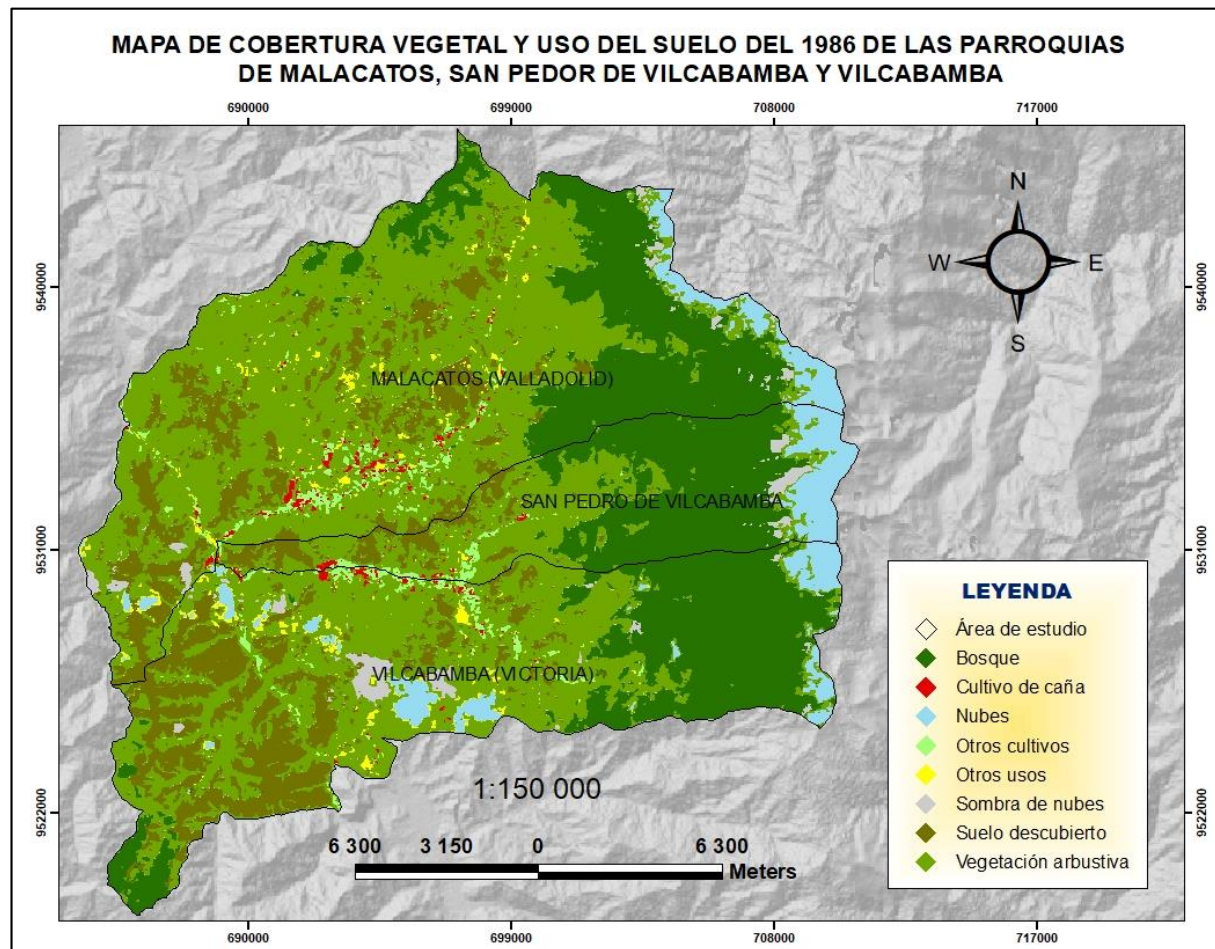 MAPA DE COBERTURA VEGETAL Y USO DEL SUELO DEL 1986 DE LAS PARROQUIAS
DE MALACATOS, SAN PEDOR DE VILCABAMBA Y VILCABAMBA
690000 699000 708000 717000
N
W E
S
9540000 9540000
MALACATOS (VALLADOLID)
SAN PEDRO DE VILCABAMBA
9531000 9531000
VILCABAMBA (VICTORIA)
LEYENDA
Área de estudio
Bosque
Cultivo de caña
Nubes
Otros cultivos
Otros usos
Sombra de nubes
Suelo descubierto
Vegetación arbustiva
1:150 000
9522000 9522000
6 300 3 150 0 6 300
Meters
690000 699000 708000 717000